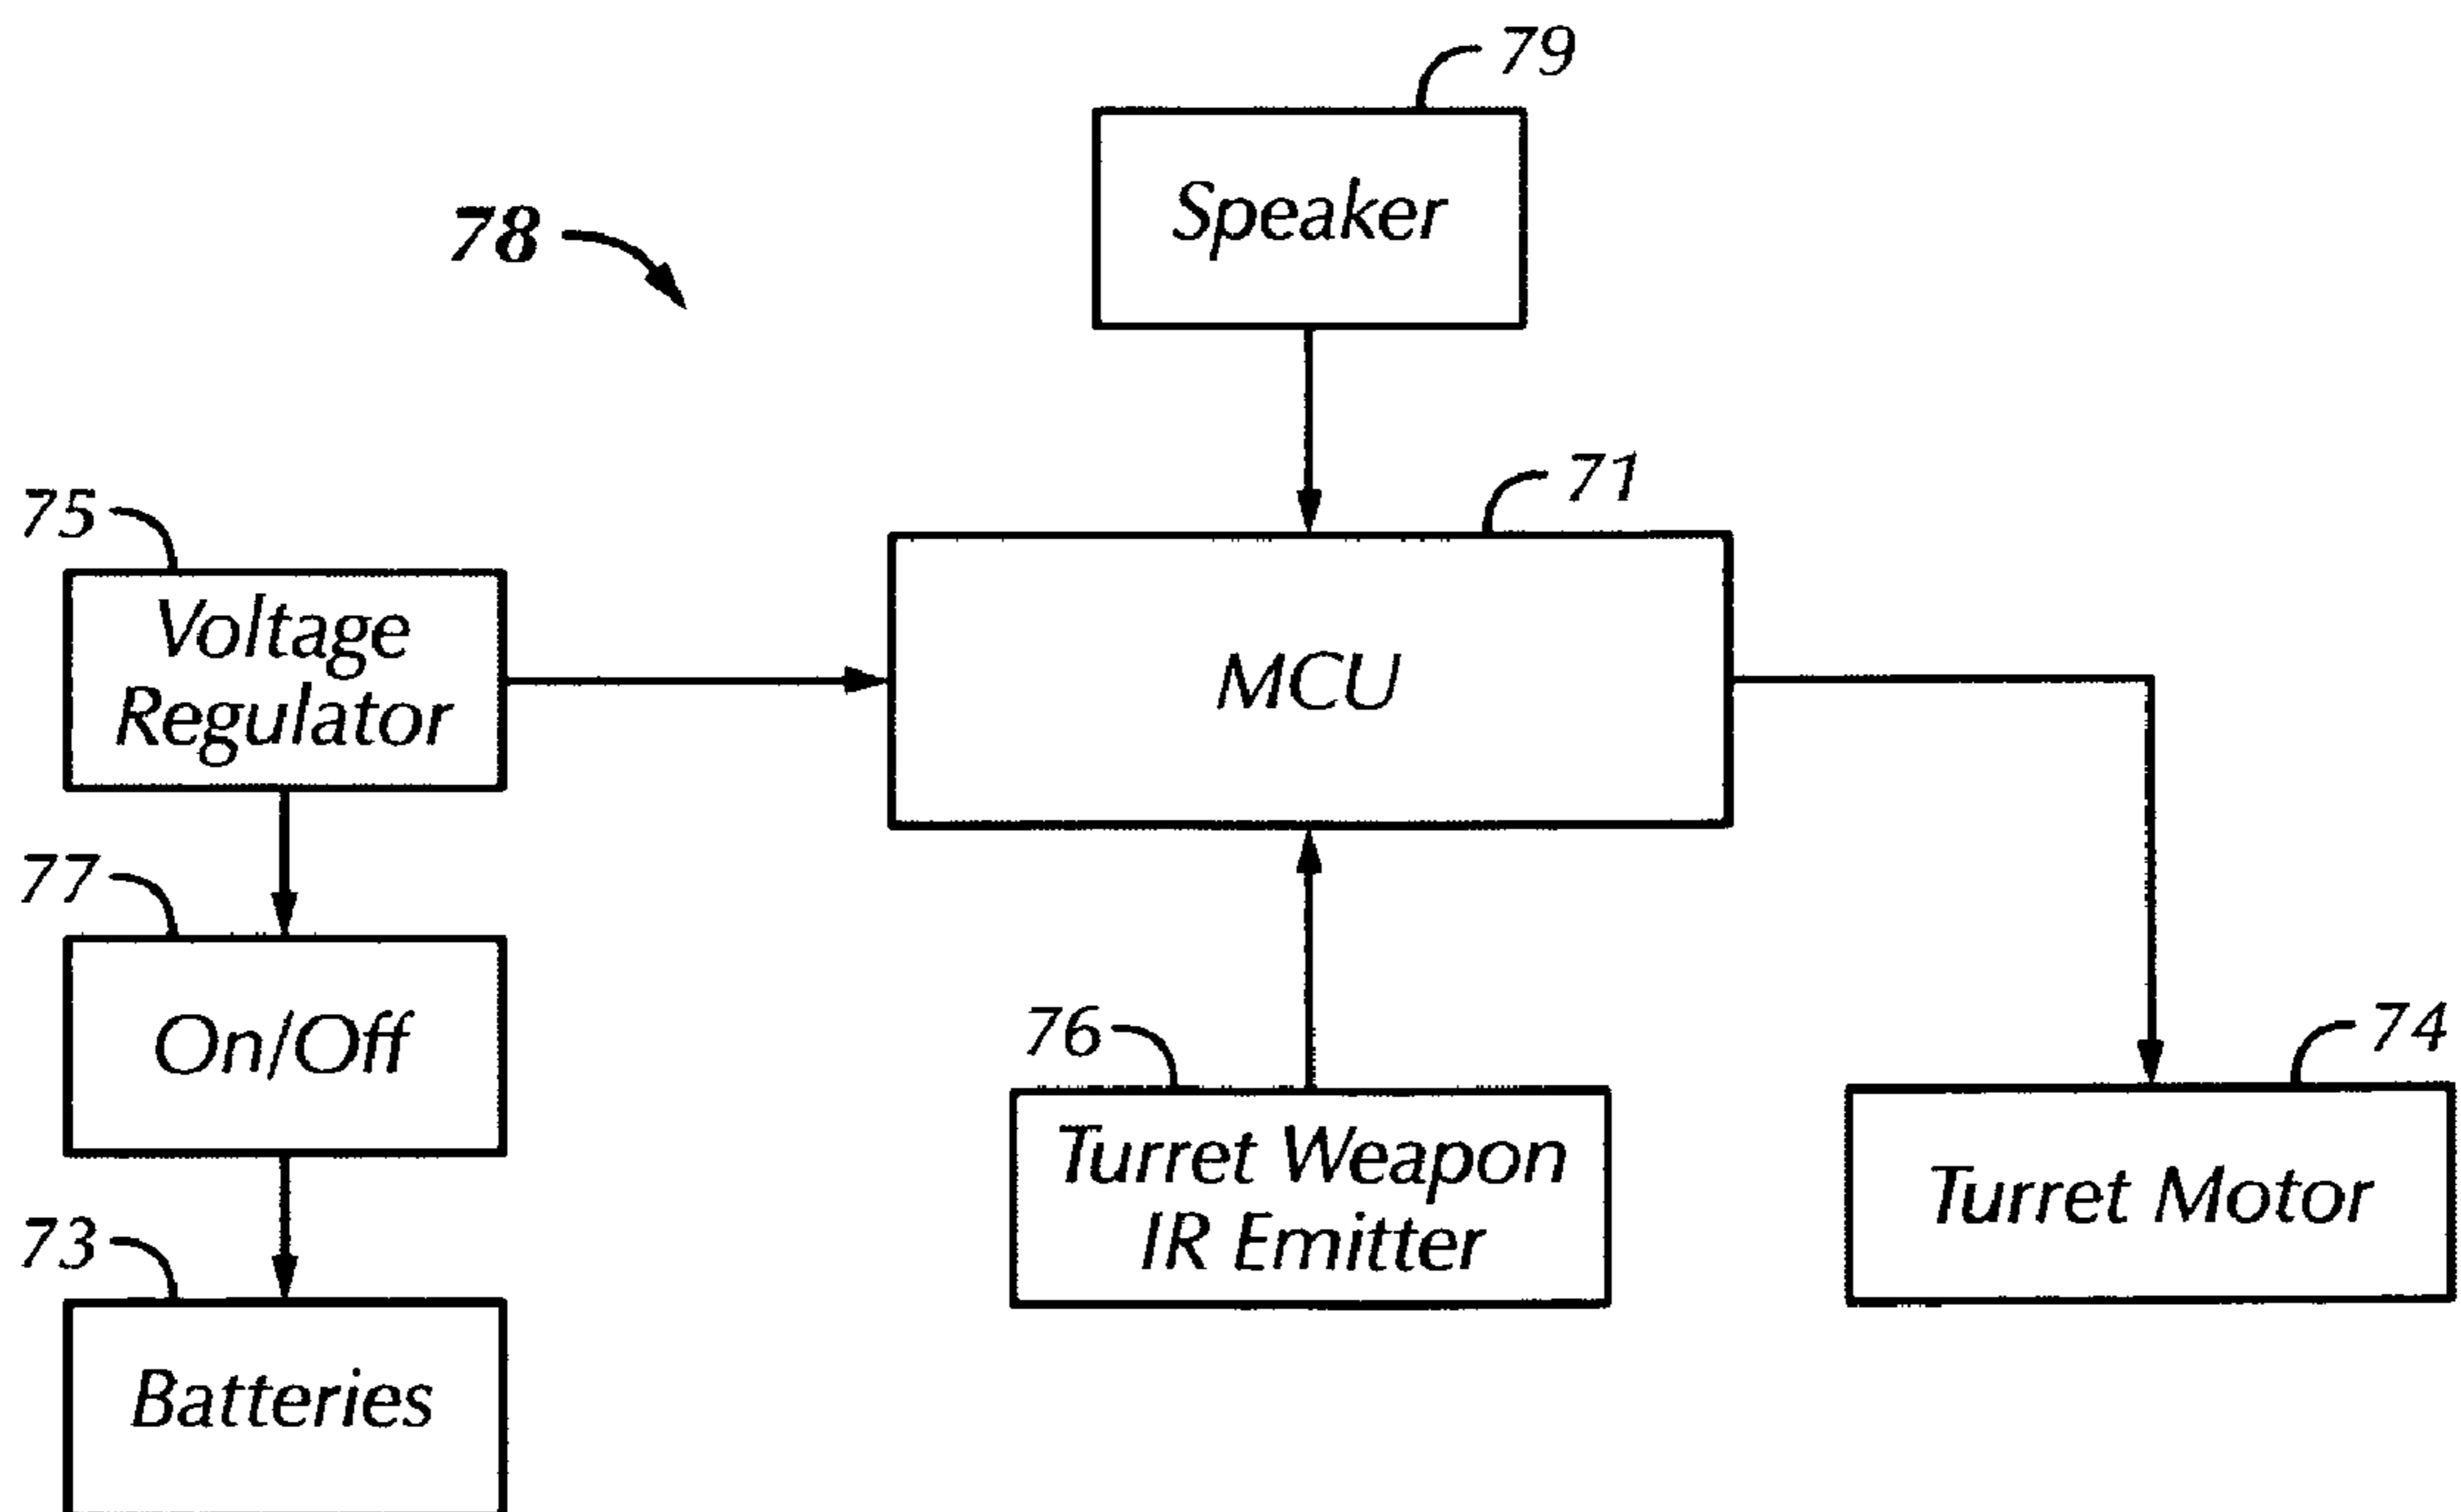 79
Speaker
78
71
75
Voltage
Regulator
MCU
77
On/Off
76
74
Turret Weapon
IR Emitter
Turret Motor
73
Batteries